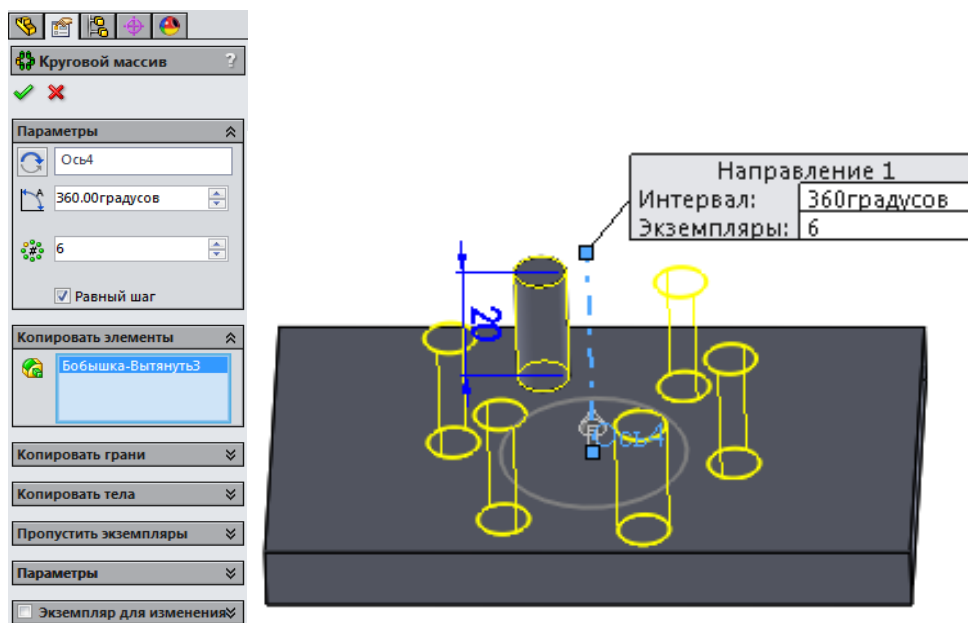 Круговой массив ?
Параметры
Ось4
360.00градусов
6
Равный шаг
Копировать элементы
Бобышка-Вытянуть3
Копировать грани
Копировать тела
Пропустить экземпляры
Параметры
Экземпляр для изменения
Направление 1
Интервал: 360градусов
Экземпляры: 6
20
Ось4